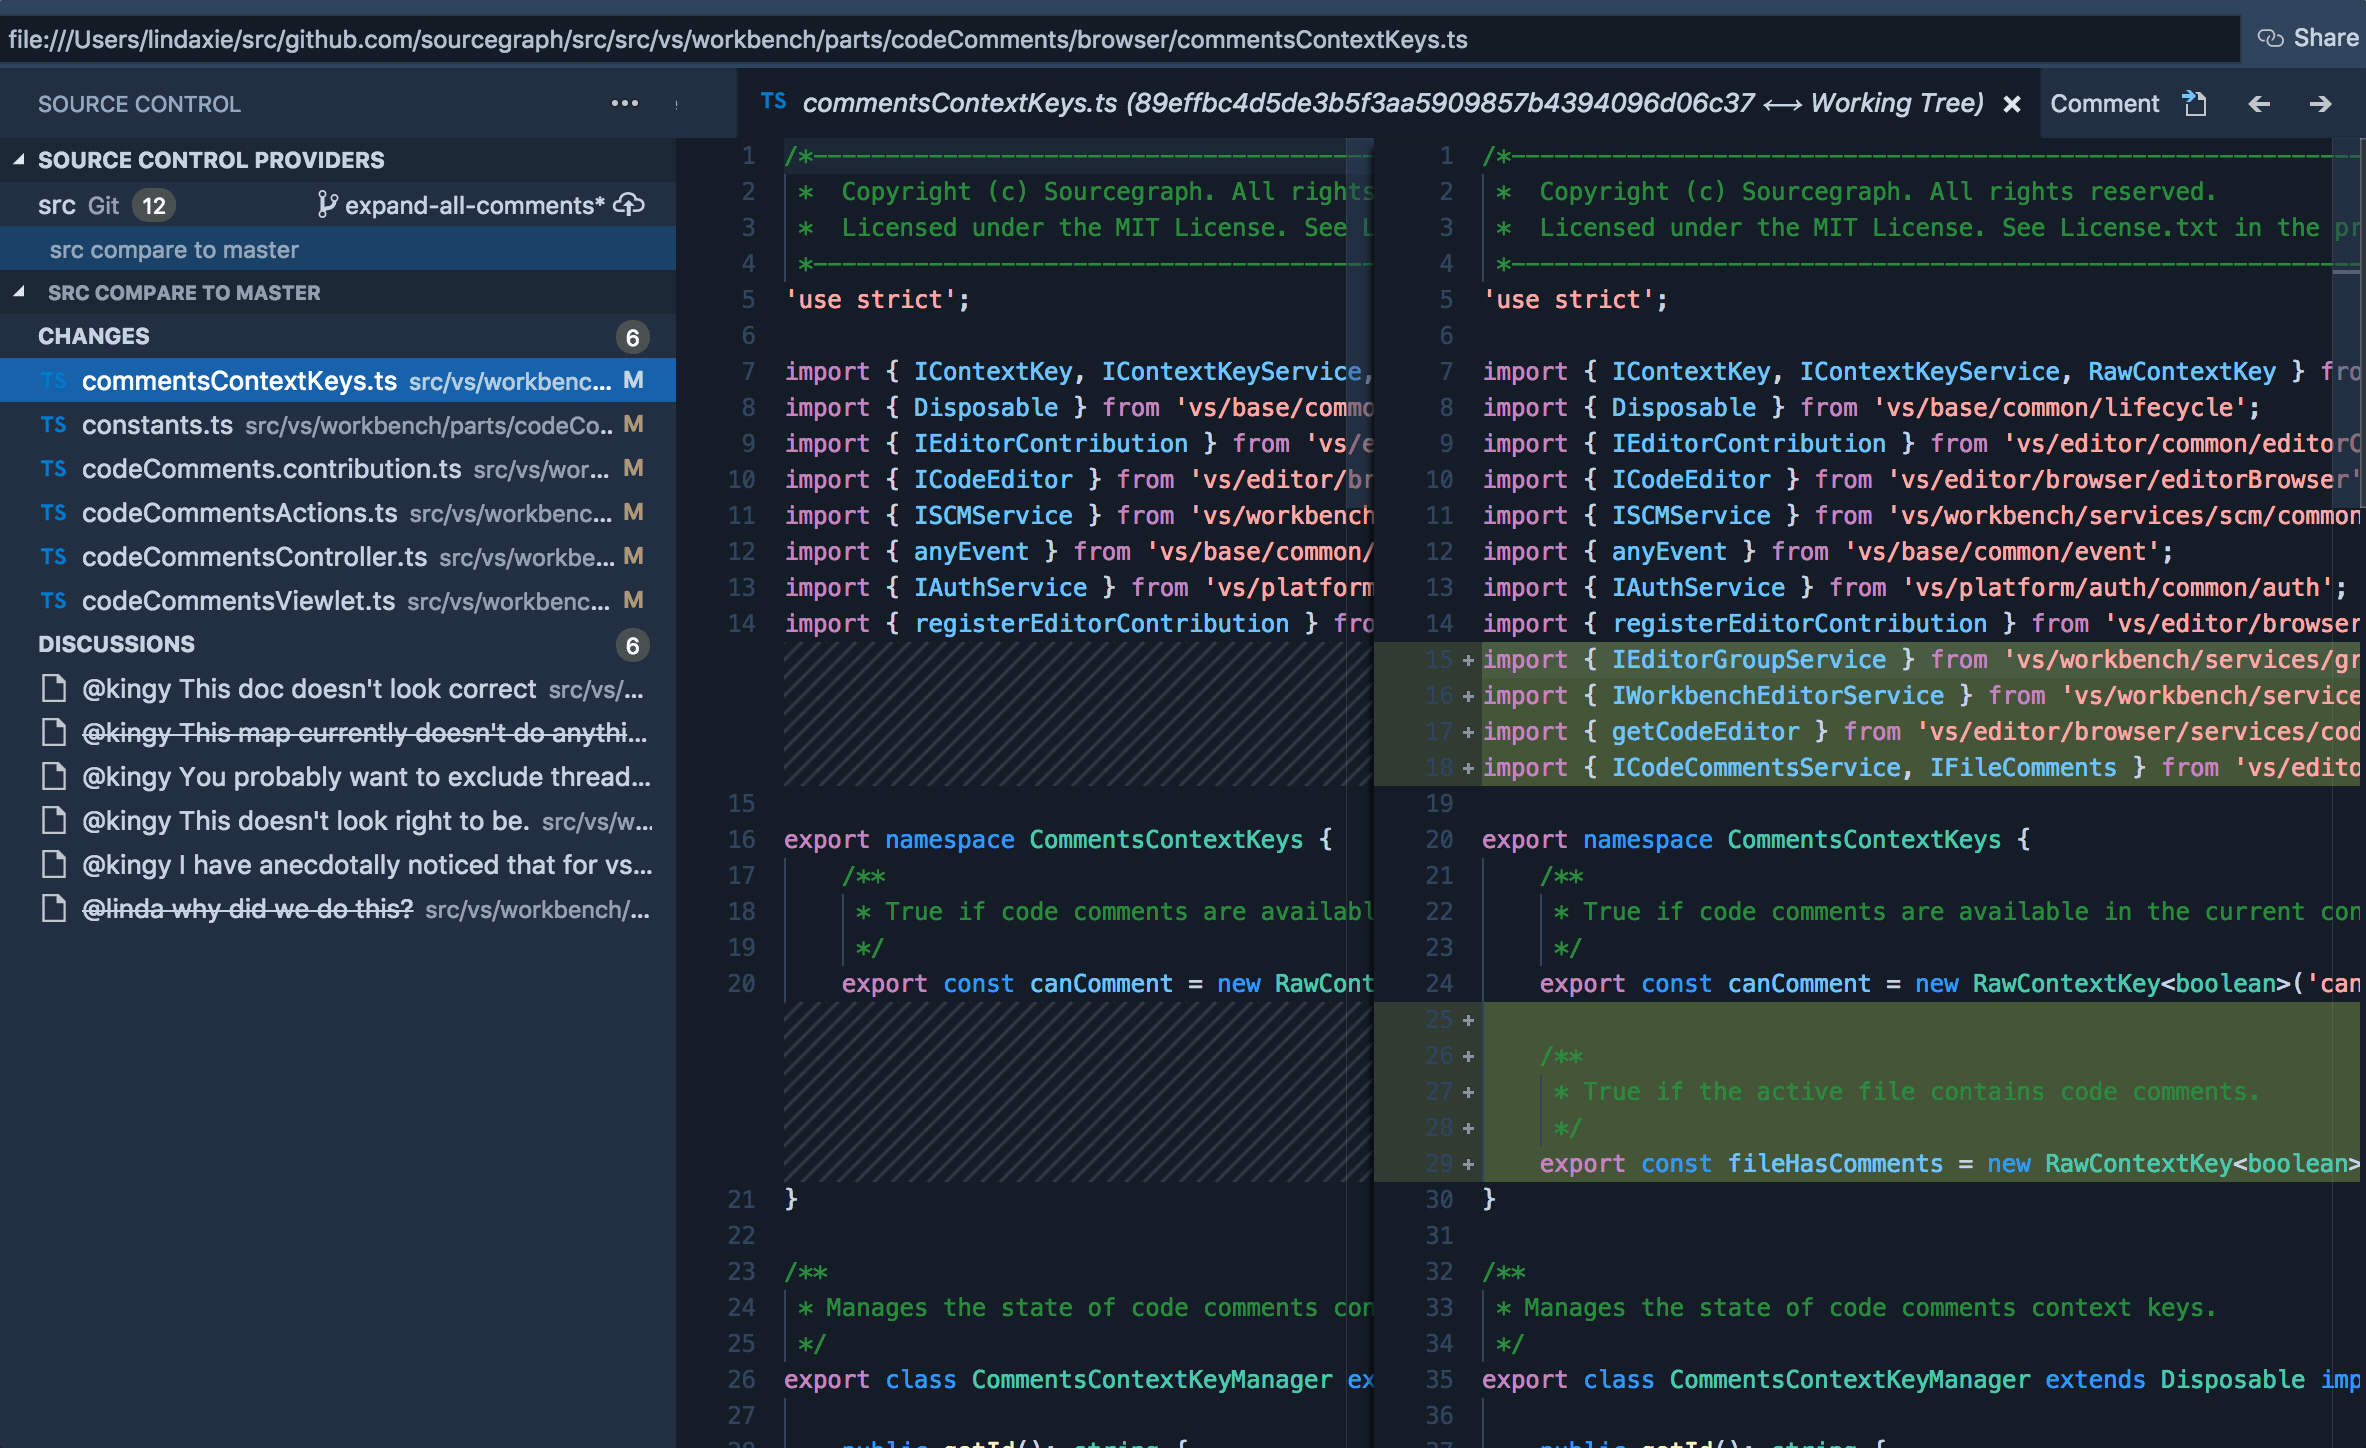 file:///Users/lindaxie/src/github.com/sourcegraph/src/src/vs/workbench/parts/codeComments/browser/commentsContextKeys.ts
Share
SOURCE CONTROL
SOURCE CONTROL PROVIDERS
src Git 12 expand-all-comments*
src compare to master
SRC COMPARE TO MASTER
CHANGES 6
TS commentsContextKeys.ts src/vs/workbenc... M
TS constants.ts src/vs/workbench/parts/codeCo... M
TS codeComments.contribution.ts src/vs/wor... M
TS codeCommentsActions.ts src/vs/workbenc... M
TS codeCommentsController.ts src/vs/workbe... M
TS codeCommentsViewlet.ts src/vs/workbenc... M
DISCUSSIONS 6
@kingy This doc doesn't look correct src/vs/...
@kingy This map currently doesn't do anythi...
@kingy You probably want to exclude thread...
@kingy This doesn't look right to be. src/vs/w...
@kingy I have anecdotally noticed that for vs...
@linda why did we do this? src/vs/workbench/...
TS commentsContextKeys.ts (89effbc4d5de3b5f3aa5909857b4394096d06c37 ⟷ Working Tree) ×
Comment
1 /*---------------------------------------
2 * Copyright (c) Sourcegraph. All rights
3 * Licensed under the MIT License. See L
4 *---------------------------------------
5 'use strict';
6
7 import { IContextKey, IContextKeyService,
8 import { Disposable } from 'vs/base/commo
9 import { IEditorContribution } from 'vs/e
10 import { ICodeEditor } from 'vs/editor/br
11 import { ISCMService } from 'vs/workbench
12 import { anyEvent } from 'vs/base/common/
13 import { IAuthService } from 'vs/platform
14 import { registerEditorContribution } fro
15
16 export namespace CommentsContextKeys {
17 /**
18 * True if code comments are availabl
19 */
20 export const canComment = new RawCont
21 }
22
23 /**
24 * Manages the state of code comments con
25 */
26 export class CommentsContextKeyManager ex
27
28 public getId(): string {
1 /*------------------------------------------------------------
2 * Copyright (c) Sourcegraph. All rights reserved.
3 * Licensed under the MIT License. See License.txt in the pr
4 *------------------------------------------------------------
5 'use strict';
6
7 import { IContextKey, IContextKeyService, RawContextKey } fro
8 import { Disposable } from 'vs/base/common/lifecycle';
9 import { IEditorContribution } from 'vs/editor/common/editorC
10 import { ICodeEditor } from 'vs/editor/browser/editorBrowser'
11 import { ISCMService } from 'vs/workbench/services/scm/common
12 import { anyEvent } from 'vs/base/common/event';
13 import { IAuthService } from 'vs/platform/auth/common/auth';
14 import { registerEditorContribution } from 'vs/editor/browser
15 + import { IEditorGroupService } from 'vs/workbench/services/gr
16 + import { IWorkbenchEditorService } from 'vs/workbench/service
17 + import { getCodeEditor } from 'vs/editor/browser/services/cod
18 + import { ICodeCommentsService, IFileComments } from 'vs/edito
19
20 export namespace CommentsContextKeys {
21 /**
22 * True if code comments are available in the current con
23 */
24 export const canComment = new RawContextKey<boolean>('can
25 +
26 + /**
27 + * True if the active file contains code comments.
28 + */
29 + export const fileHasComments = new RawContextKey<boolean>
30 }
31
32 /**
33 * Manages the state of code comments context keys.
34 */
35 export class CommentsContextKeyManager extends Disposable imp
36
37 public getId(): string {